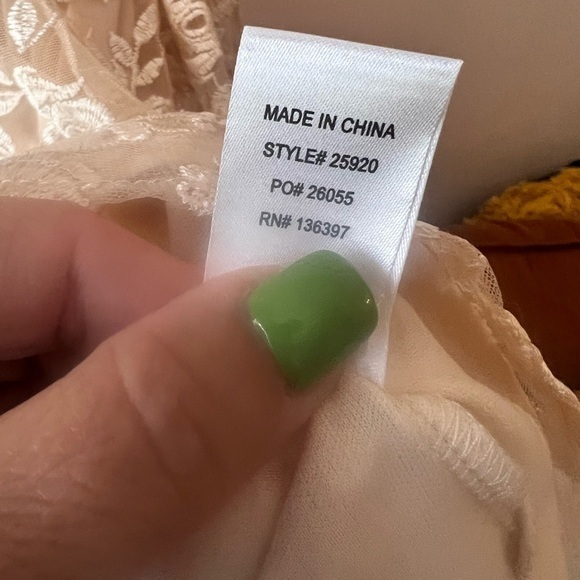 MADE IN CHINA
STYLE# 25920
PO# 26055
RN# 136397